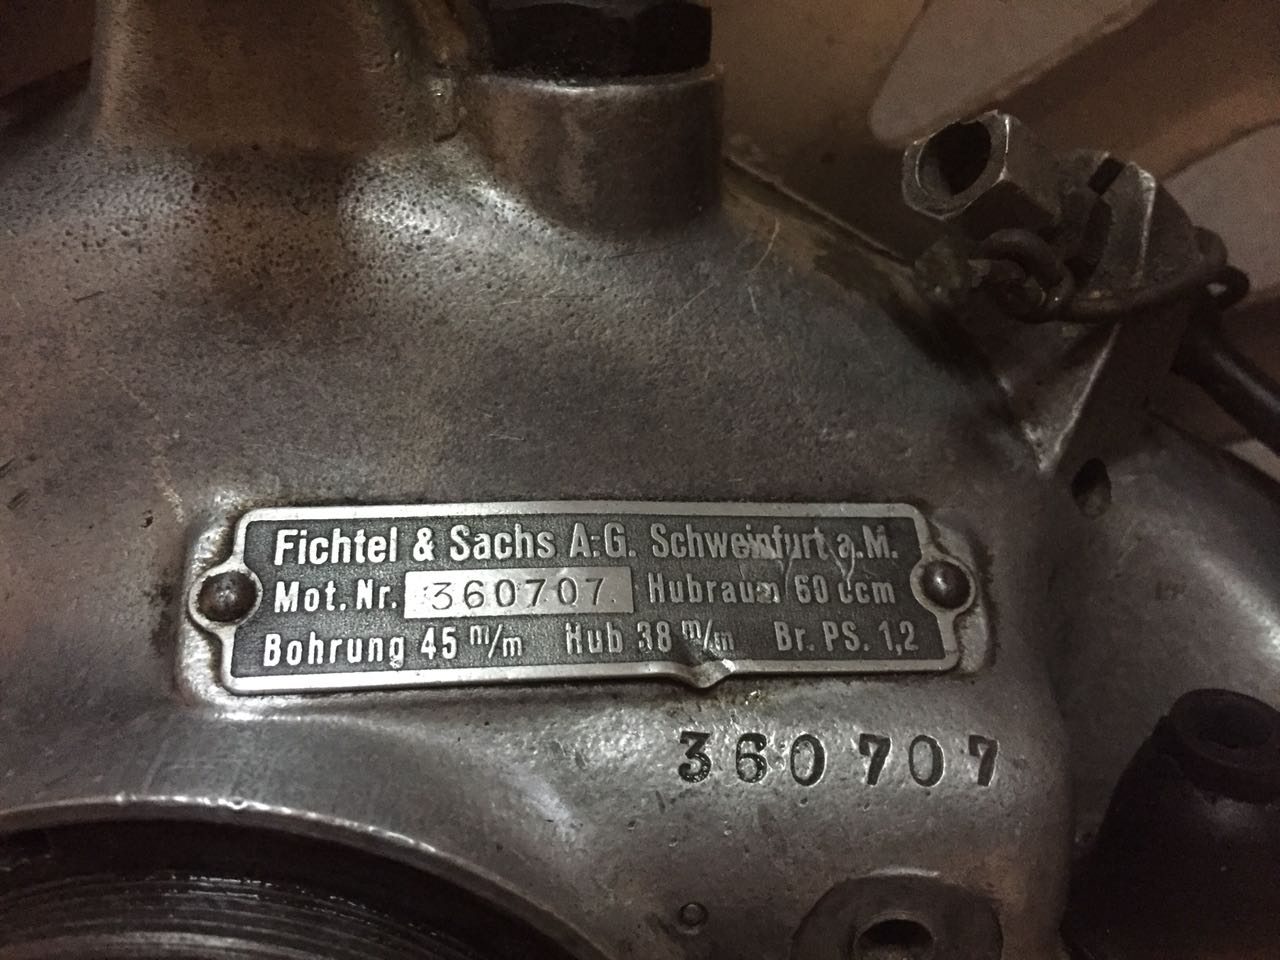 Fichtel & Sachs A.-G. Schweinfurt a.M.
Mot. Nr. 360707 Hubraum 60 ccm
Bohrung 45 m/m Hub 38 m/m Br. PS. 1,2
360707